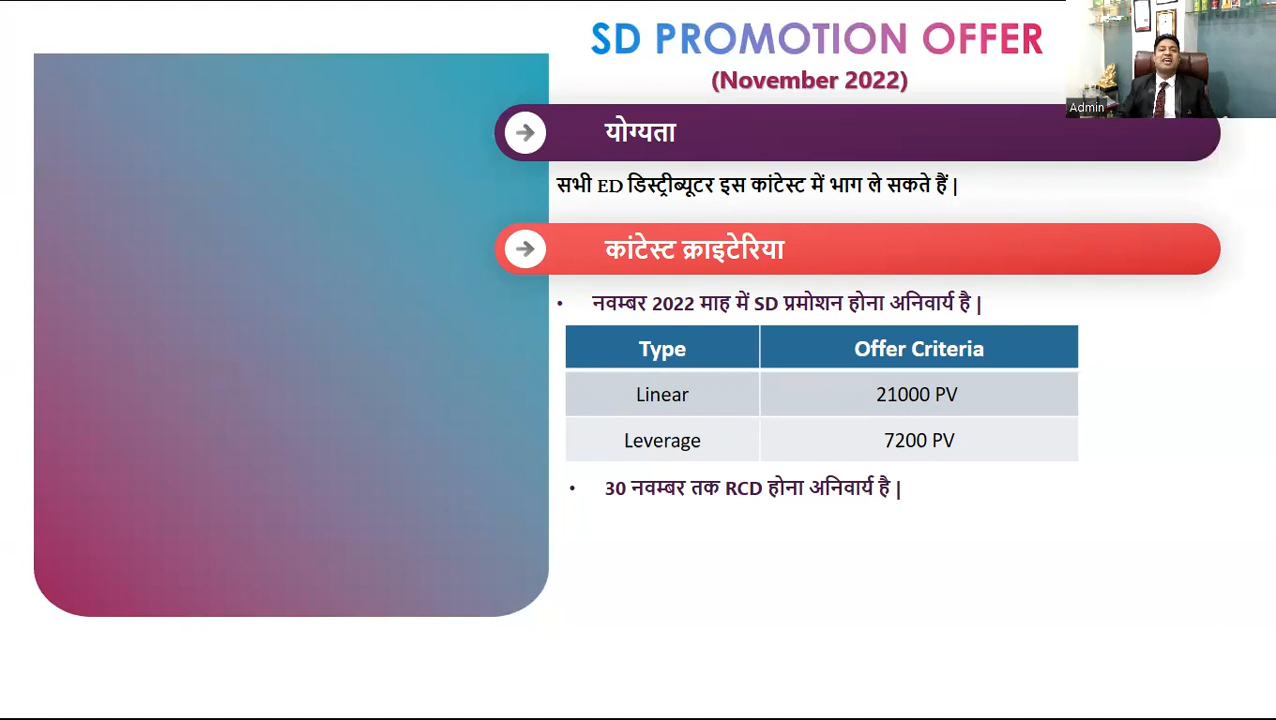 SD PROMOTION OFFER
(November 2022)
Admin
योग्यता
सभी ED डिस्ट्रीब्यूटर इस कांटेस्ट में भाग ले सकते हैं |
कांटेस्ट क्राइटेरिया
• नवम्बर 2022 माह में SD प्रमोशन होना अनिवार्य है |
Type Offer Criteria
Linear 21000 PV
Leverage 7200 PV
• 30 नवम्बर तक RCD होना अनिवार्य है |